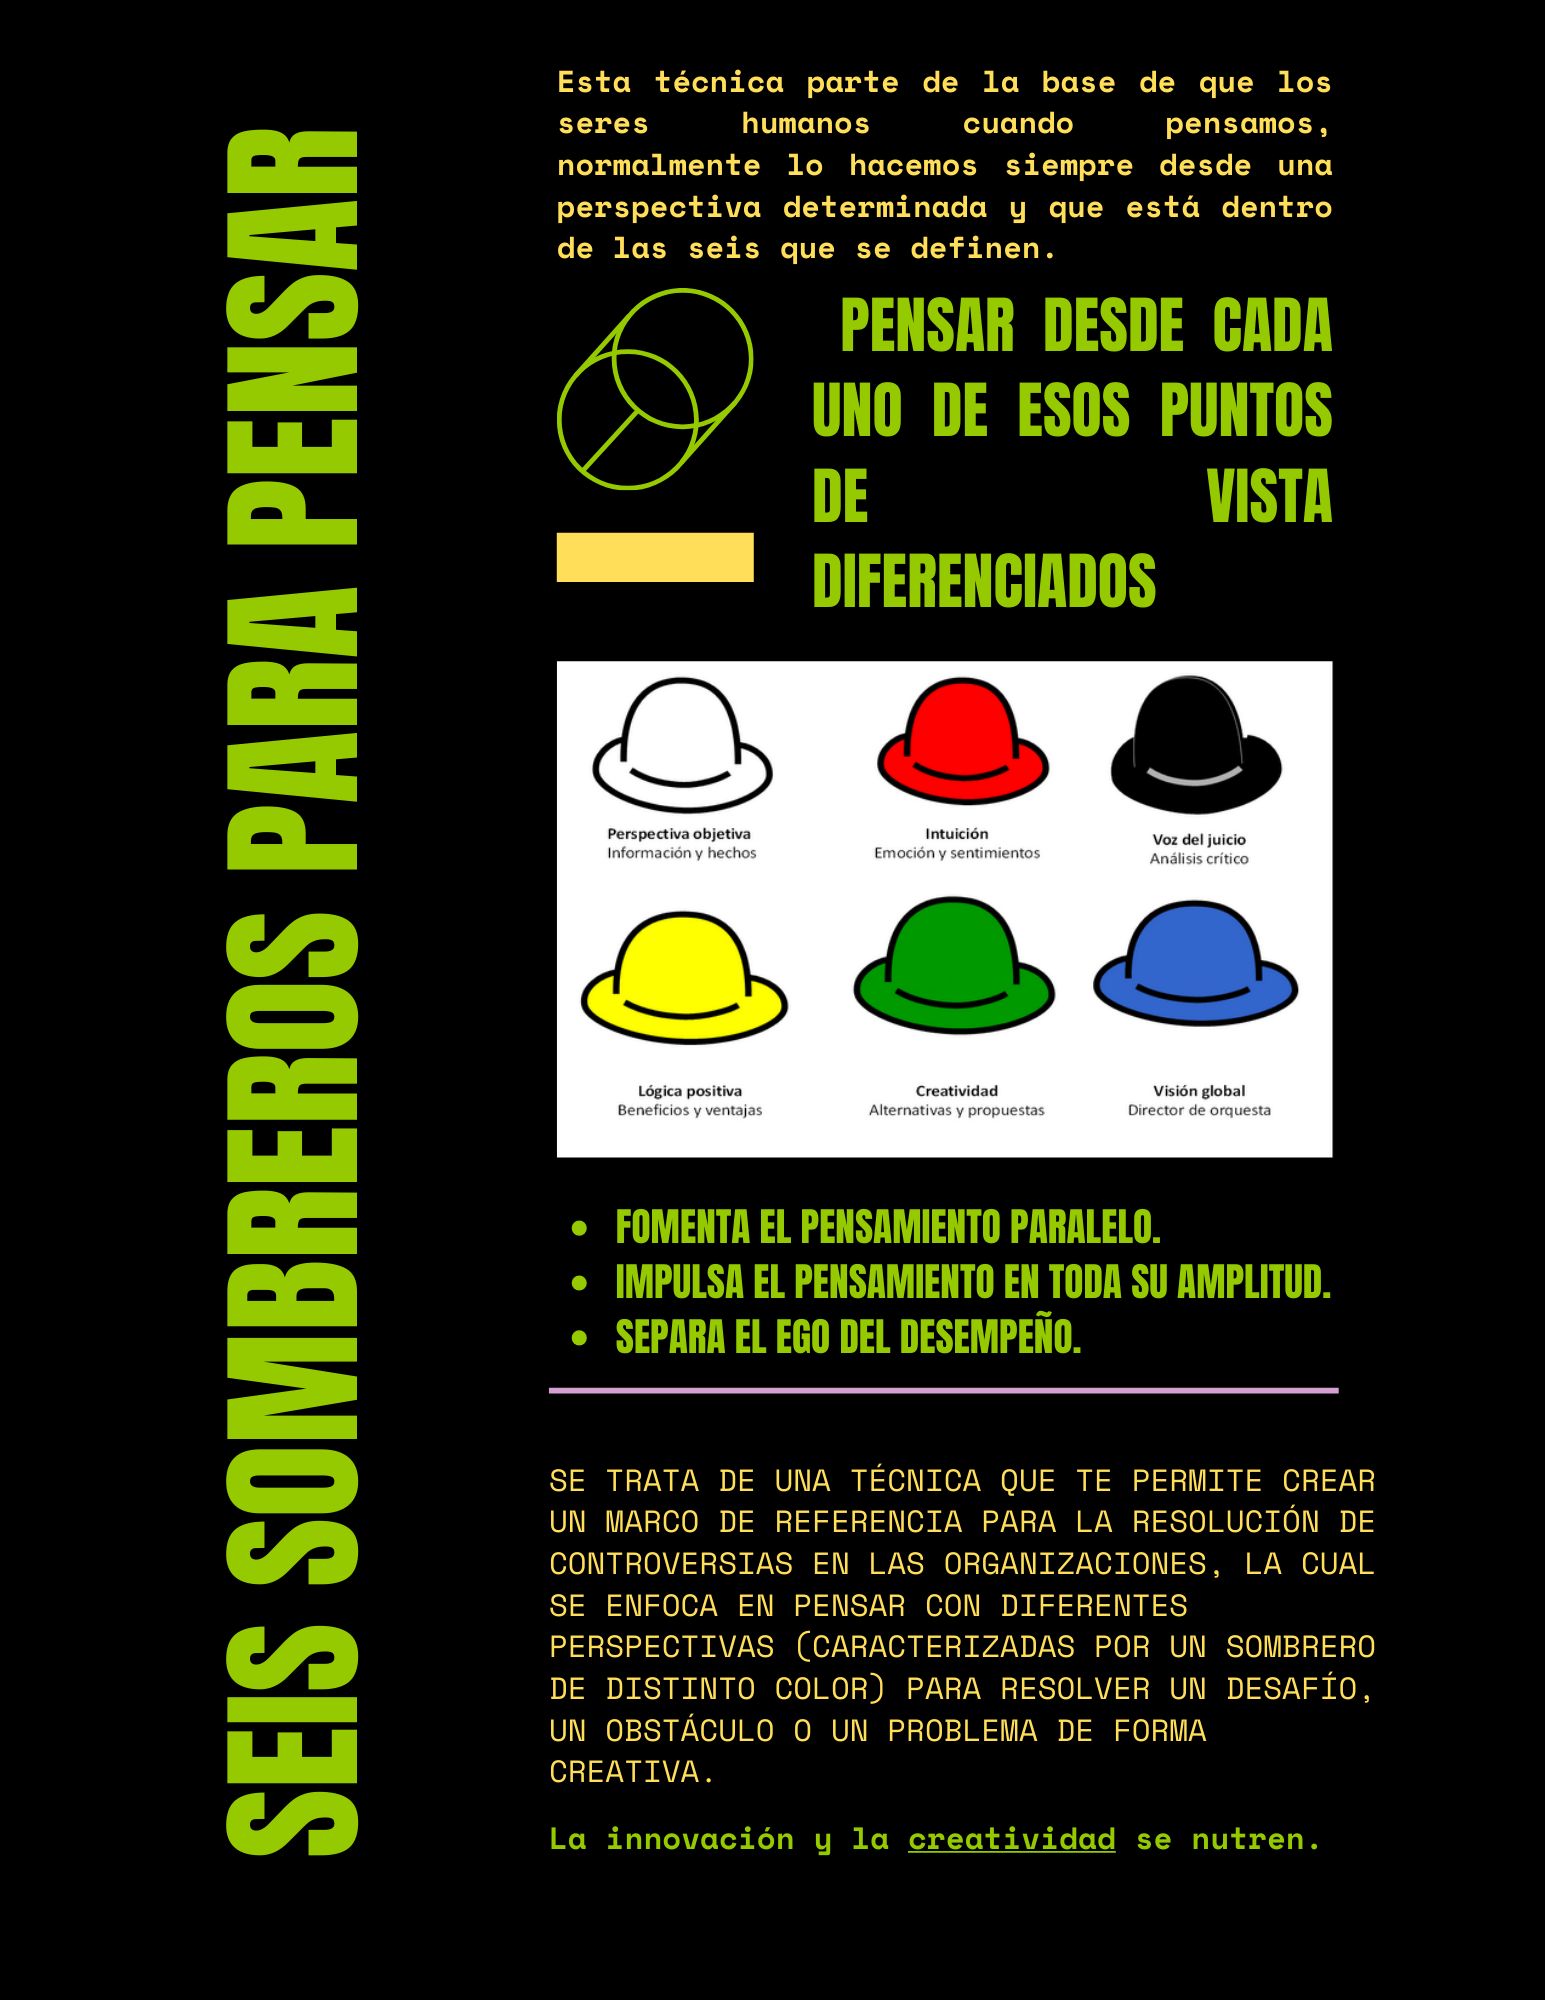 SEIS SOMBREROS PARA PENSAR
Esta técnica parte de la base de que los
seres humanos cuando pensamos,
normalmente lo hacemos siempre desde una
perspectiva determinada y que está dentro
de las seis que se definen.
PENSAR DESDE CADA
UNO DE ESOS PUNTOS
DE VISTA
DIFERENCIADOS
Perspectiva objetiva
Información y hechos
Intuición
Emoción y sentimientos
Voz del juicio
Análisis crítico
Lógica positiva
Beneficios y ventajas
Creatividad
Alternativas y propuestas
Visión global
Director de orquesta
• FOMENTA EL PENSAMIENTO PARALELO.
• IMPULSA EL PENSAMIENTO EN TODA SU AMPLITUD.
• SEPARA EL EGO DEL DESEMPEÑO.
SE TRATA DE UNA TÉCNICA QUE TE PERMITE CREAR
UN MARCO DE REFERENCIA PARA LA RESOLUCIÓN DE
CONTROVERSIAS EN LAS ORGANIZACIONES, LA CUAL
SE ENFOCA EN PENSAR CON DIFERENTES
PERSPECTIVAS (CARACTERIZADAS POR UN SOMBRERO
DE DISTINTO COLOR) PARA RESOLVER UN DESAFÍO,
UN OBSTÁCULO O UN PROBLEMA DE FORMA
CREATIVA.
La innovación y la creatividad se nutren.